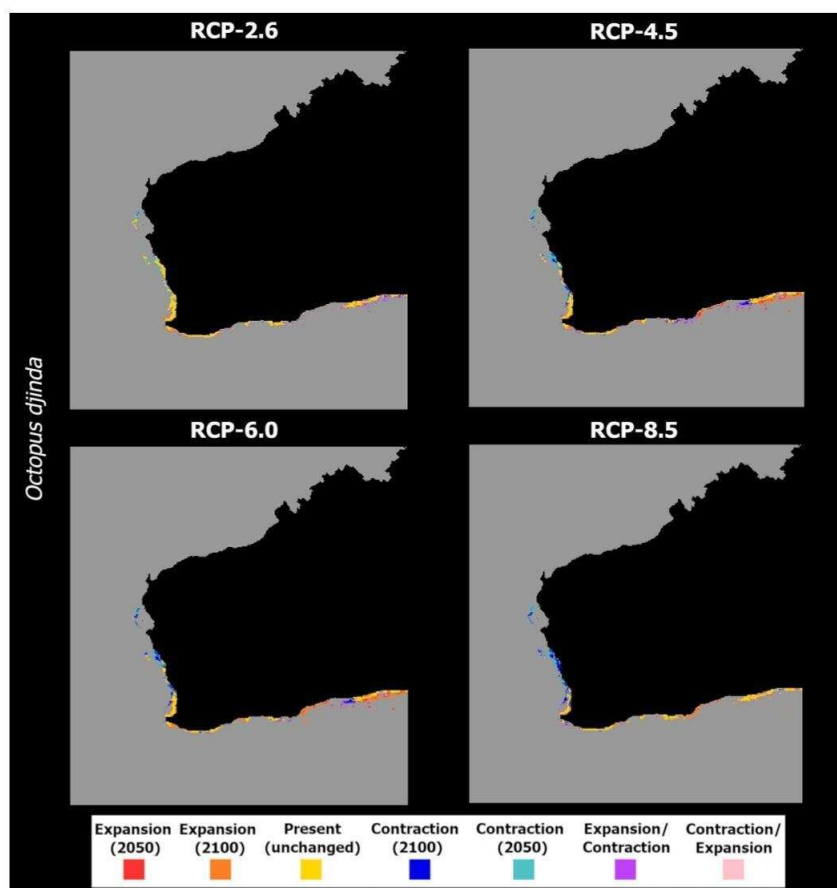 RCP-2.6
RCP-4.5
Octopus djinda
RCP-6.0
RCP-8.5
Expansion (2050)
Expansion (2100)
Present (unchanged)
Contraction (2100)
Contraction (2050)
Expansion/ Contraction
Contraction/ Expansion